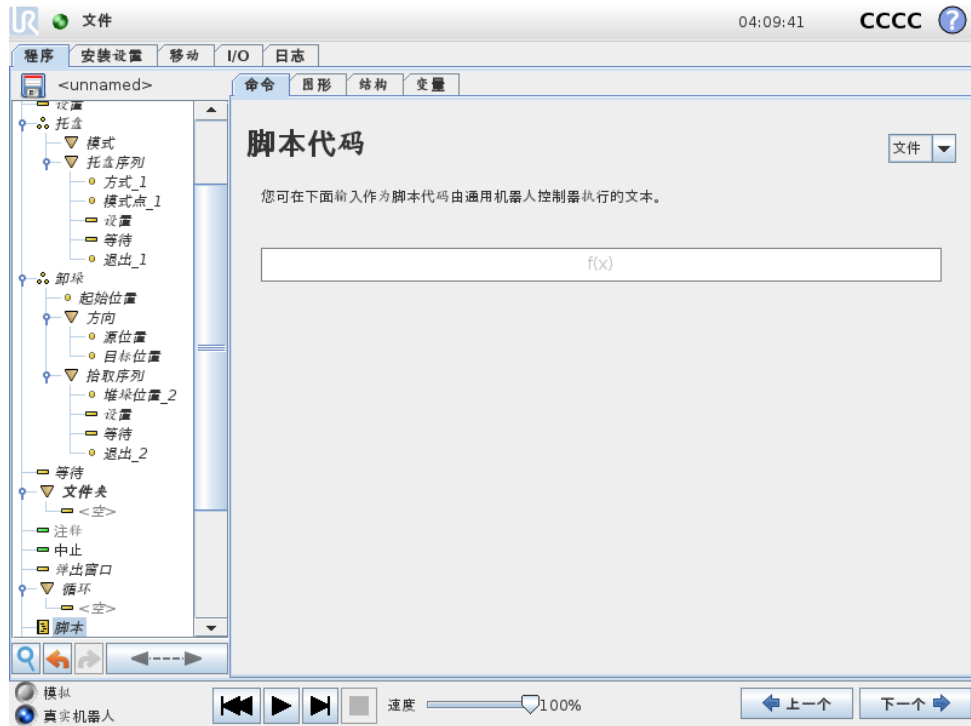 UR 文件 04:09:41 CCCC ?
程序 安装设置 移动 I/O 日志
<unnamed> 命令 图形 结构 变量
设置
托盘
模式
托盘序列
方式_1
模式点_1
设置
等待
退出_1
卸垛
起始位置
方向
源位置
目标位置
拾取序列
堆垛位置_2
设置
等待
退出_2
等待
文件夹
<空>
注释
中止
弹出窗口
循环
<空>
脚本
脚本代码
文件
您可在下面输入作为脚本代码由通用机器人控制器执行的文本。
f(x)
模拟
真实机器人
速度 100%
上一个 下一个